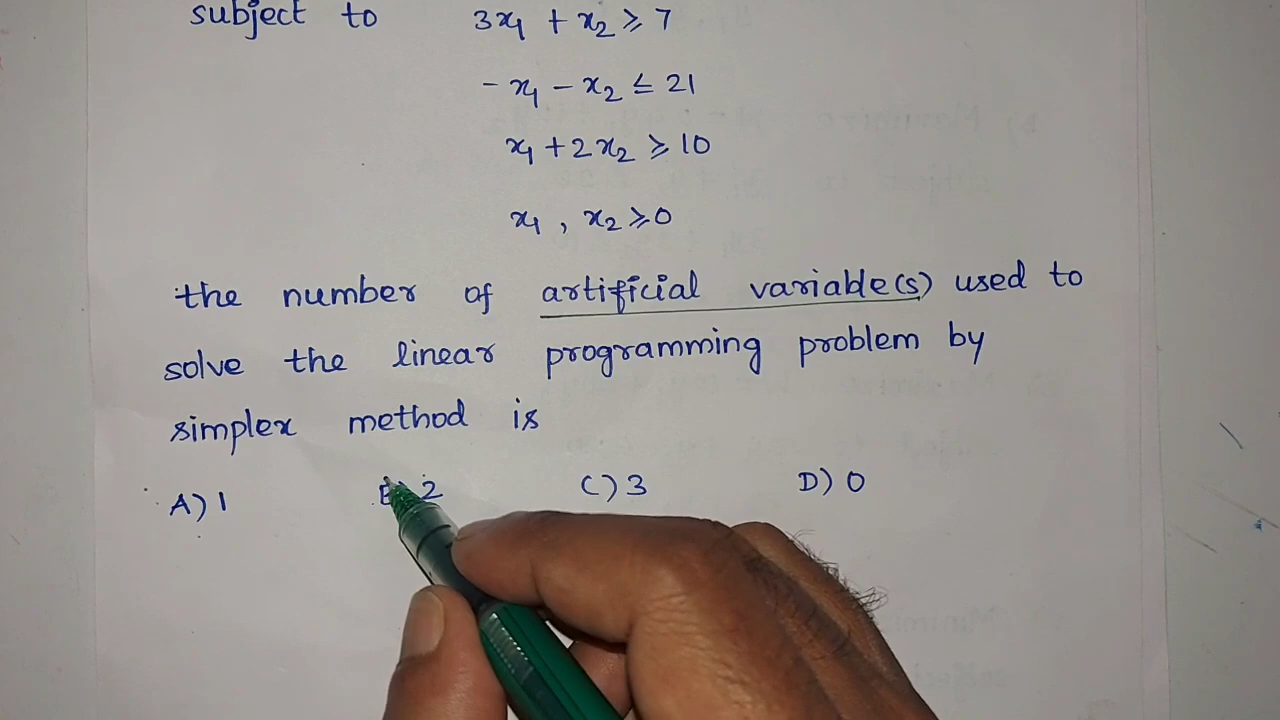 subject to 3x₁ + x₂ ⩾ 7
- x₁ - x₂ ≤ 21
x₁ + 2x₂ ⩾ 10
x₁ , x₂ ⩾ 0
the number of artificial variable(s) used to
solve the linear programming problem by
simplex method is
A) 1 B) 2 C) 3 D) 0